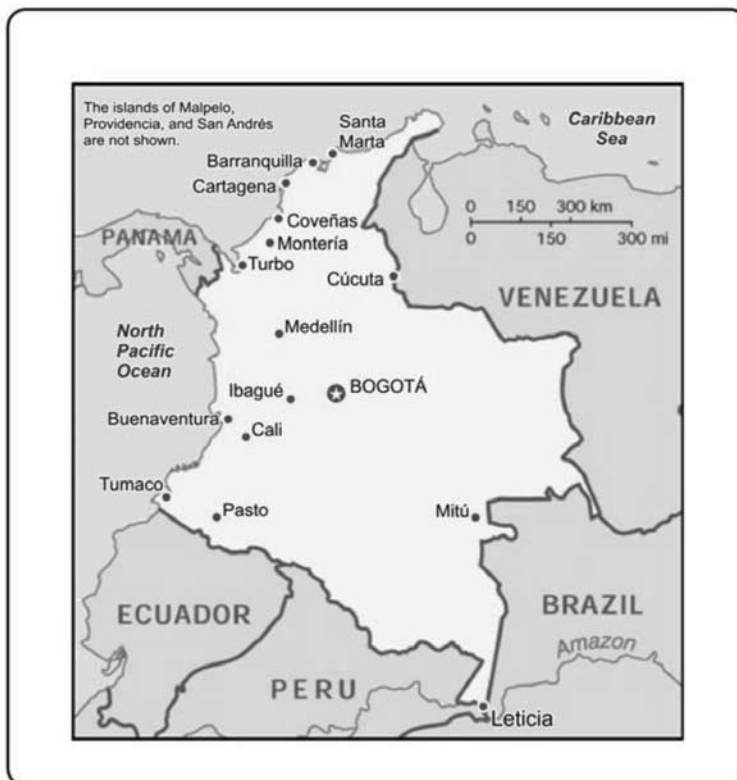 The islands of Malpelo,
Providencia, and San Andrés
are not shown.
Caribbean
Sea
Santa
Marta
Barranquilla
Cartagena
0 150 300 km
0 150 300 mi
Coveñas
PANAMA
Montería
Turbo
Cúcuta
VENEZUELA
North
Pacific
Ocean
Medellín
Ibagué
BOGOTÁ
Buenaventura
Cali
Tumaco
Pasto
Mitú
ECUADOR
BRAZIL
Amazon
PERU
Leticia